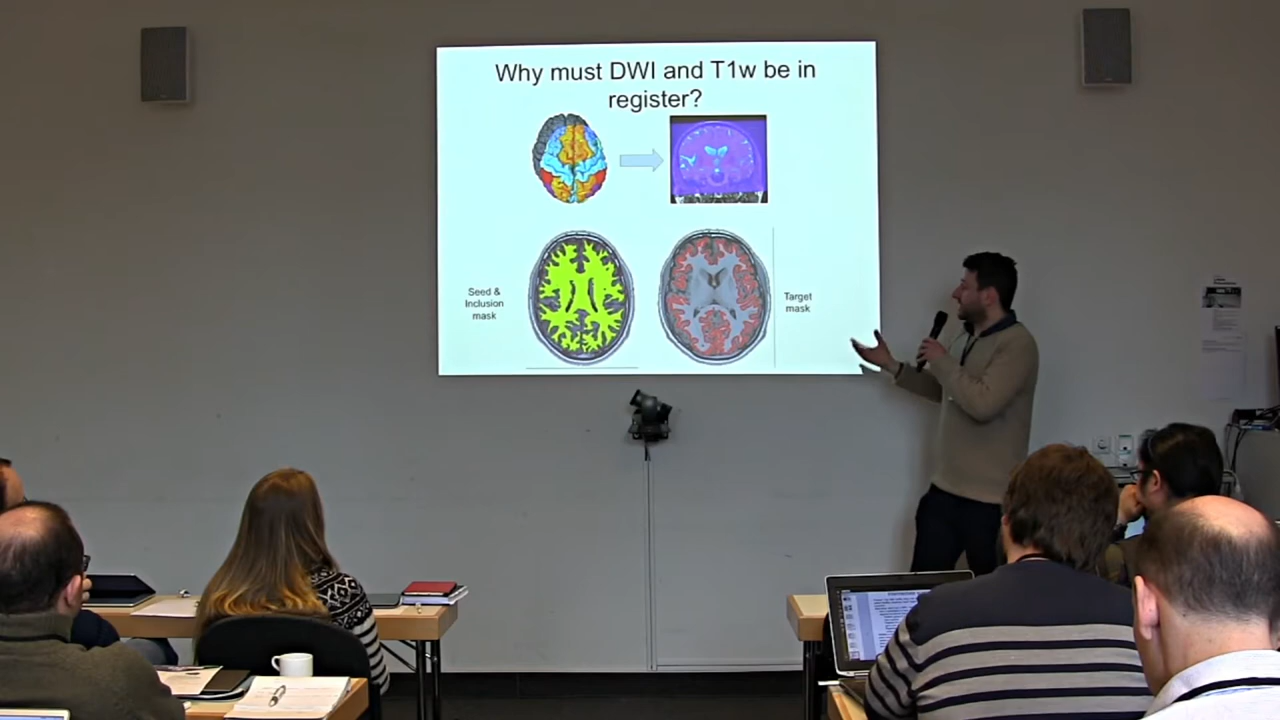 Why must DWI and T1w be in
register?
Seed &
Inclusion
mask
Target
mask